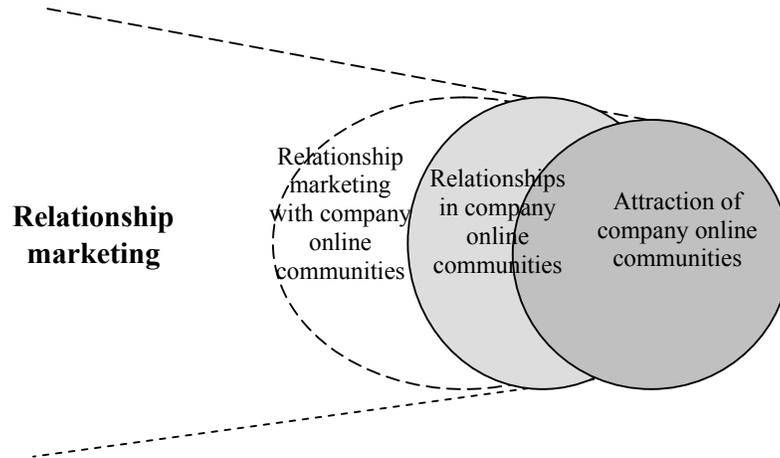 Relationship
marketing
Relationship
marketing
with company
online
communities
Relationships
in company
online
communities
Attraction of
company online
communities